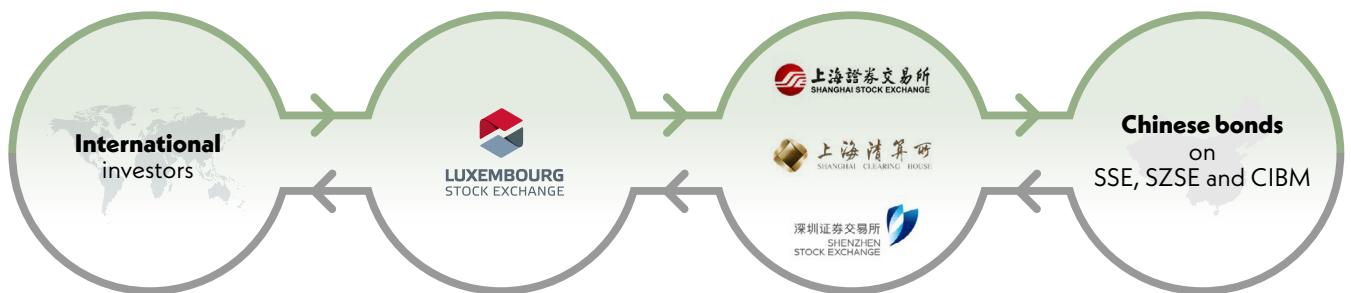 International
investors
LUXEMBOURG
STOCK EXCHANGE
上海證券交易所
SHANGHAI STOCK EXCHANGE
上海清算所
SHANGHAI CLEARING HOUSE
深圳证券交易所
SHENZHEN
STOCK EXCHANGE
Chinese bonds
on
SSE, SZSE and CIBM